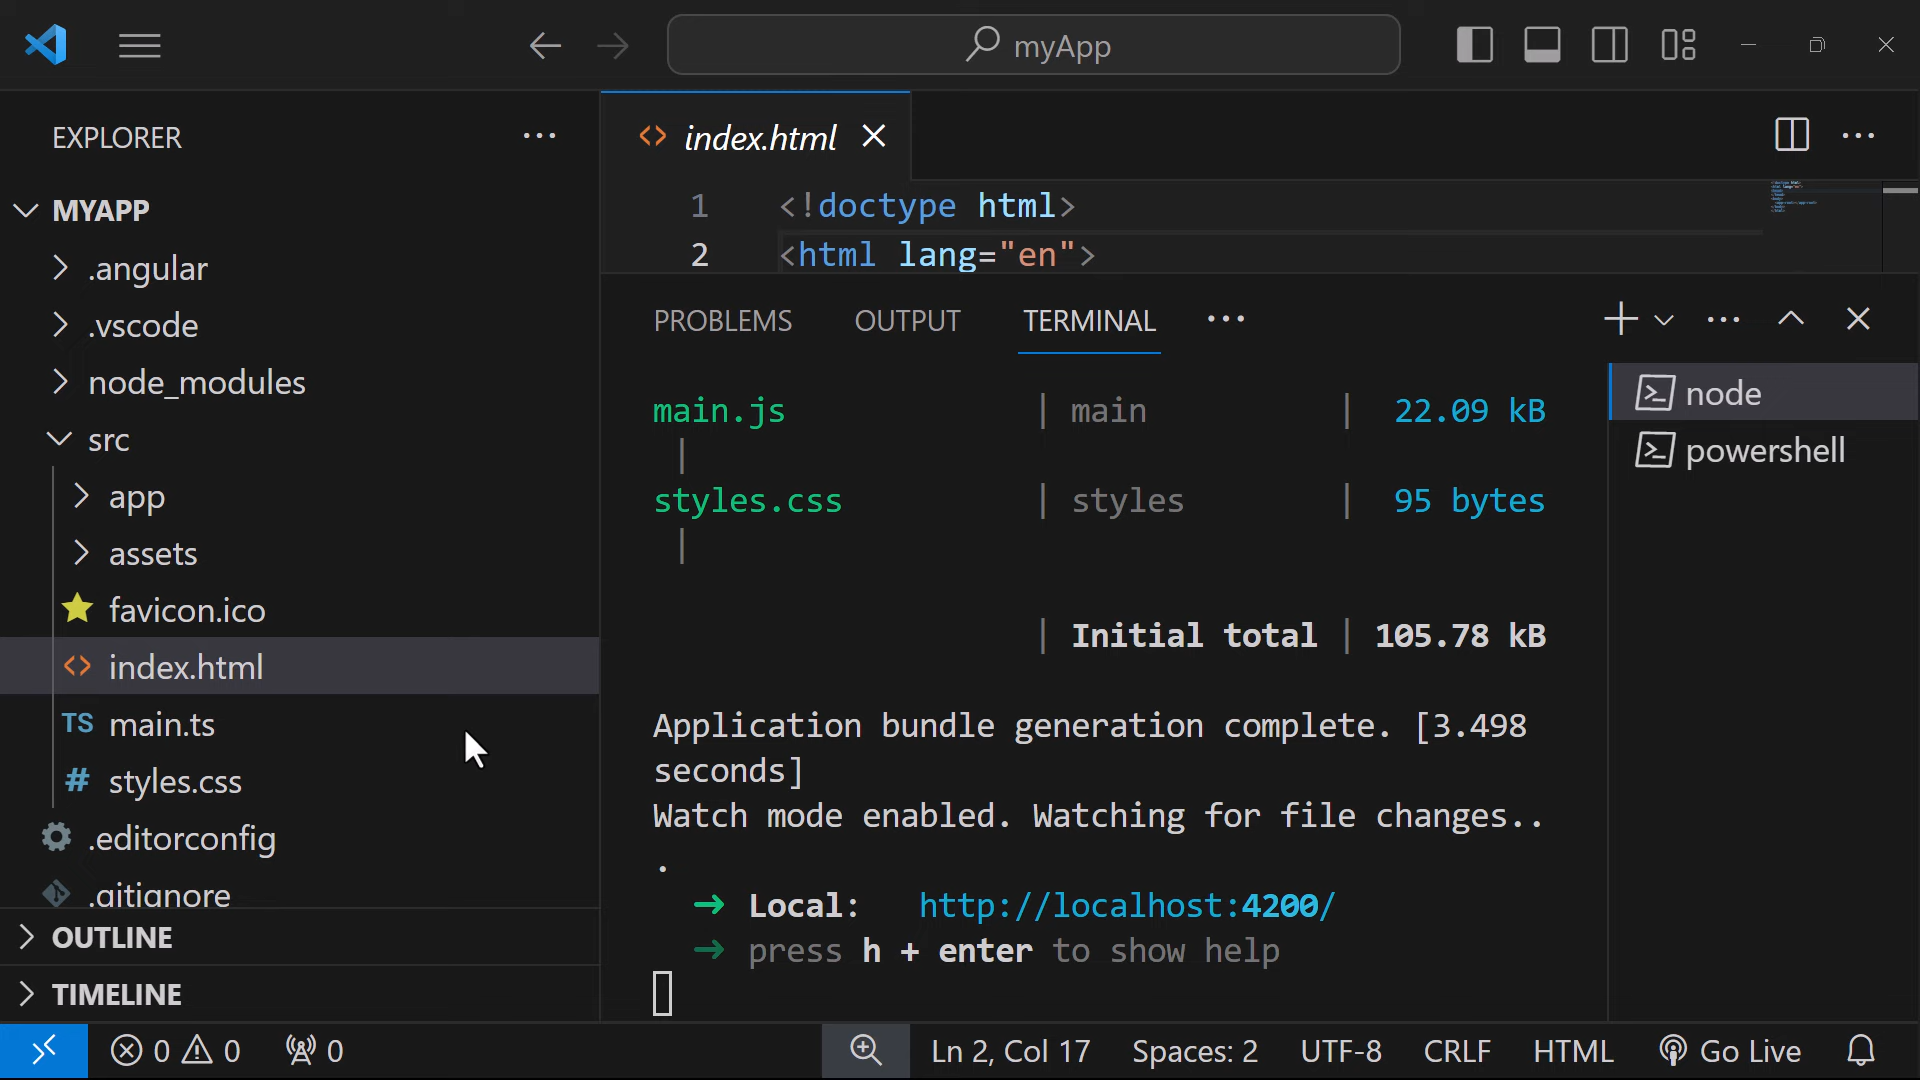 myApp
EXPLORER
MYAPP
.angular
.vscode
node_modules
src
app
assets
favicon.ico
index.html
TS main.ts
# styles.css
.editorconfig
.gitignore
OUTLINE
TIMELINE
index.html
1 <!doctype html>
2 <html lang="en">
PROBLEMS OUTPUT TERMINAL
main.js | main | 22.09 kB
|
styles.css | styles | 95 bytes
|
| Initial total | 105.78 kB
Application bundle generation complete. [3.498
seconds]
Watch mode enabled. Watching for file changes..
.
➜ Local: http://localhost:4200/
➜ press h + enter to show help
node
powershell
0 0 0 Ln 2, Col 17 Spaces: 2 UTF-8 CRLF HTML Go Live